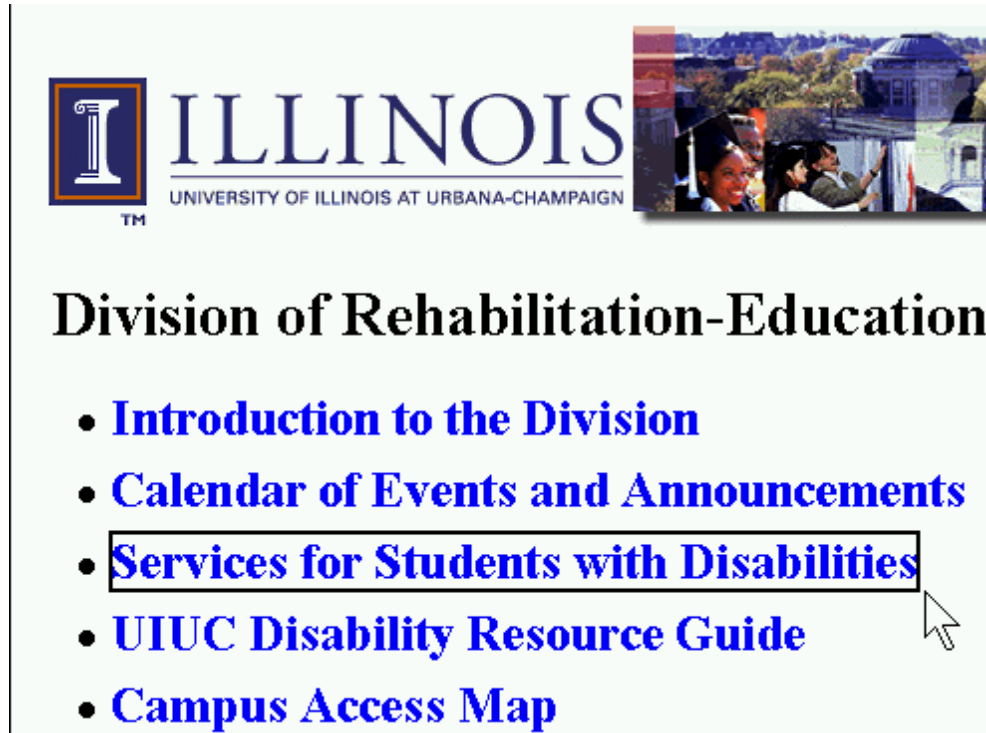 ILLINOIS
UNIVERSITY OF ILLINOIS AT URBANA-CHAMPAIGN
TM
Division of Rehabilitation-Education
Introduction to the Division
Calendar of Events and Announcements
Services for Students with Disabilities
UIUC Disability Resource Guide
Campus Access Map